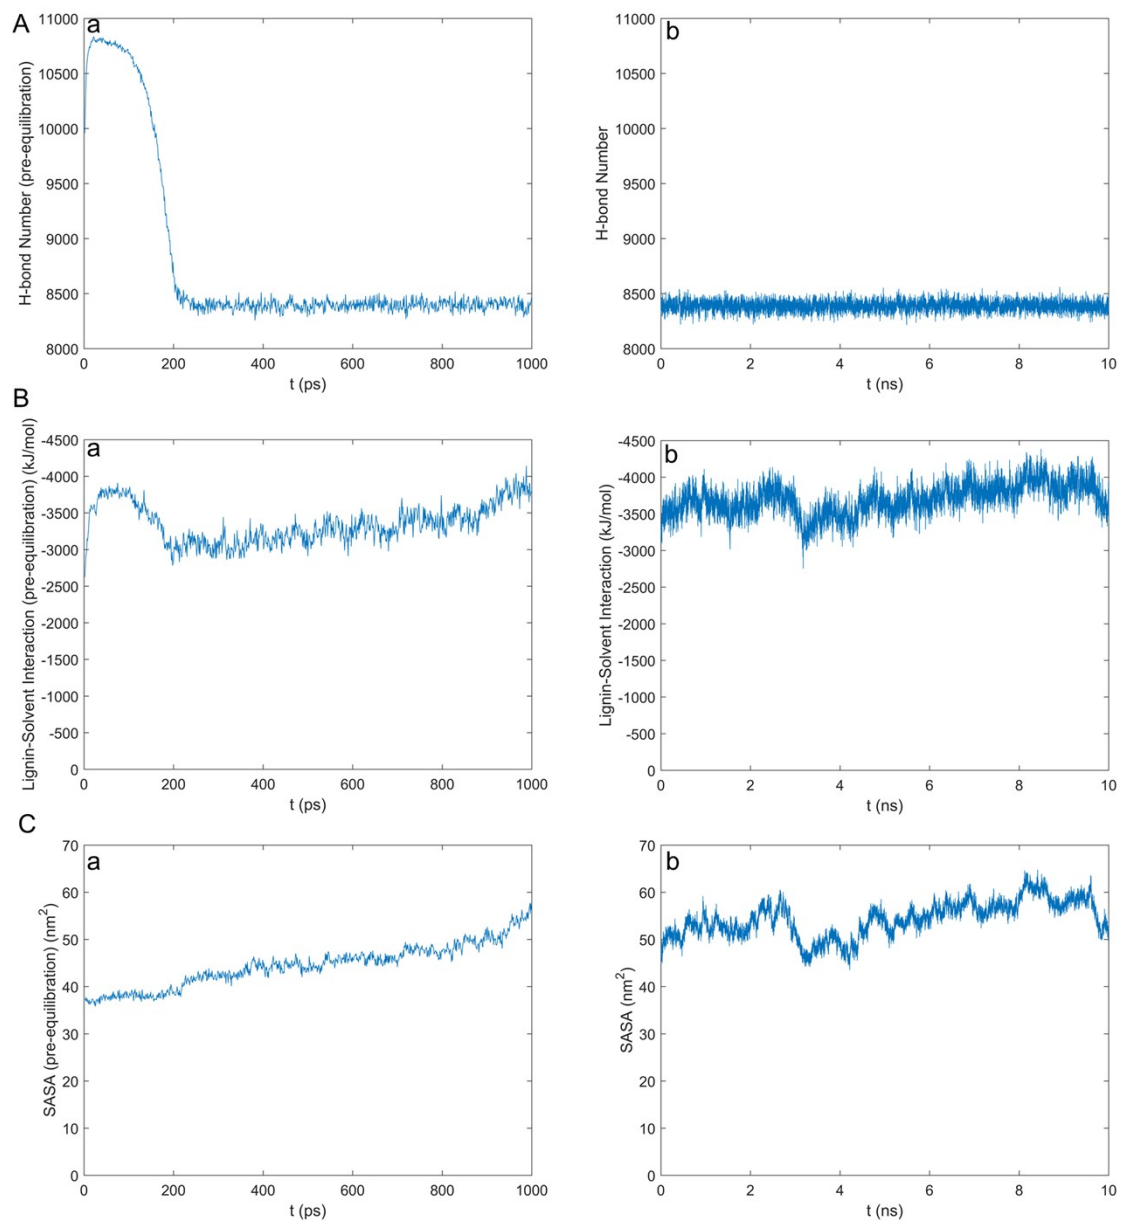 A
a
11000
10500
10000
9500
9000
8500
8000
H-bond Number (pre-equilibration)
0 200 400 600 800 1000
t (ps)
b
11000
10500
10000
9500
9000
8500
8000
H-bond Number
0 2 4 6 8 10
t (ns)
B
a
-4500
-4000
-3500
-3000
-2500
-2000
-1500
-1000
-500
0
Lignin-Solvent Interaction (pre-equilibration) (kJ/mol)
0 200 400 600 800 1000
t (ps)
b
-4500
-4000
-3500
-3000
-2500
-2000
-1500
-1000
-500
0
Lignin-Solvent Interaction (kJ/mol)
0 2 4 6 8 10
t (ns)
C
a
70
60
50
40
30
20
10
0
SASA (pre-equilibration) (nm²)
0 200 400 600 800 1000
t (ps)
b
70
60
50
40
30
20
10
0
SASA (nm²)
0 2 4 6 8 10
t (ns)